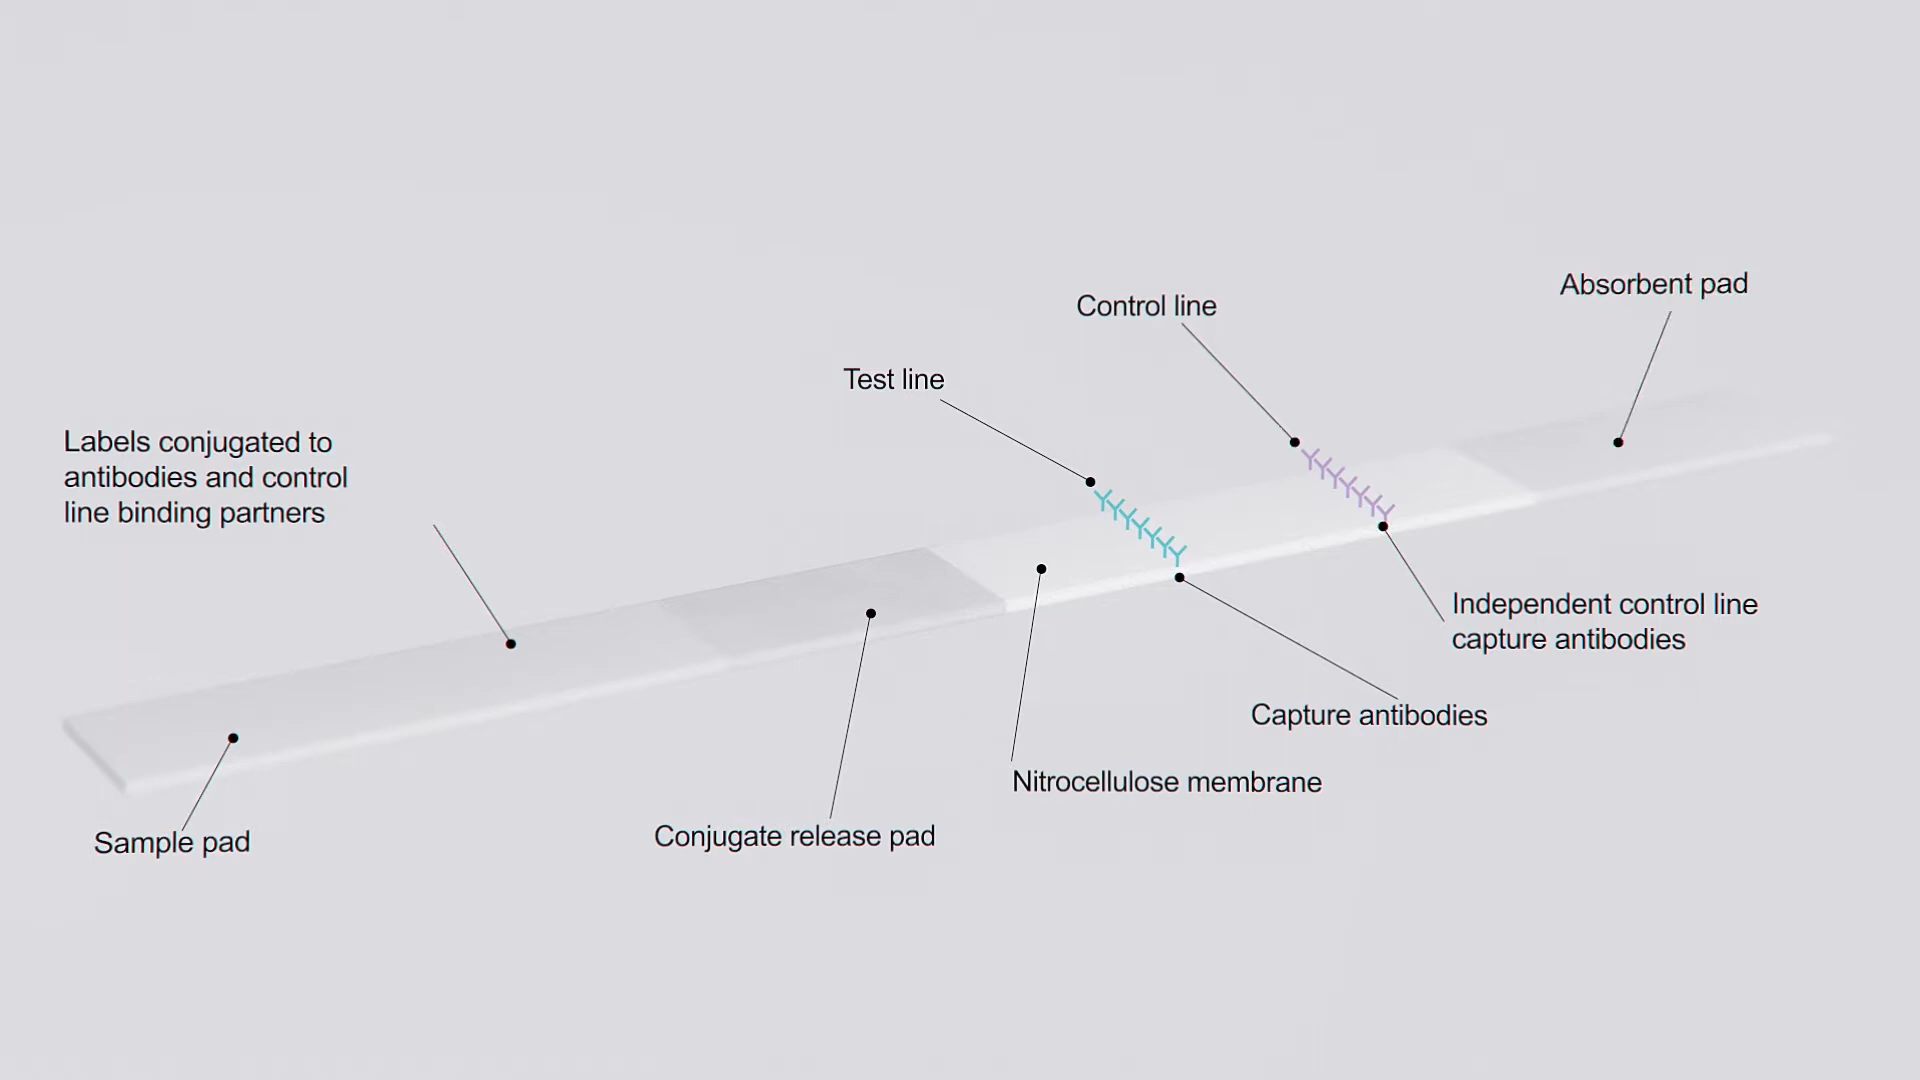 Absorbent pad
Control line
Test line
Labels conjugated to
antibodies and control
line binding partners
Independent control line
capture antibodies
Capture antibodies
Nitrocellulose membrane
Conjugate release pad
Sample pad